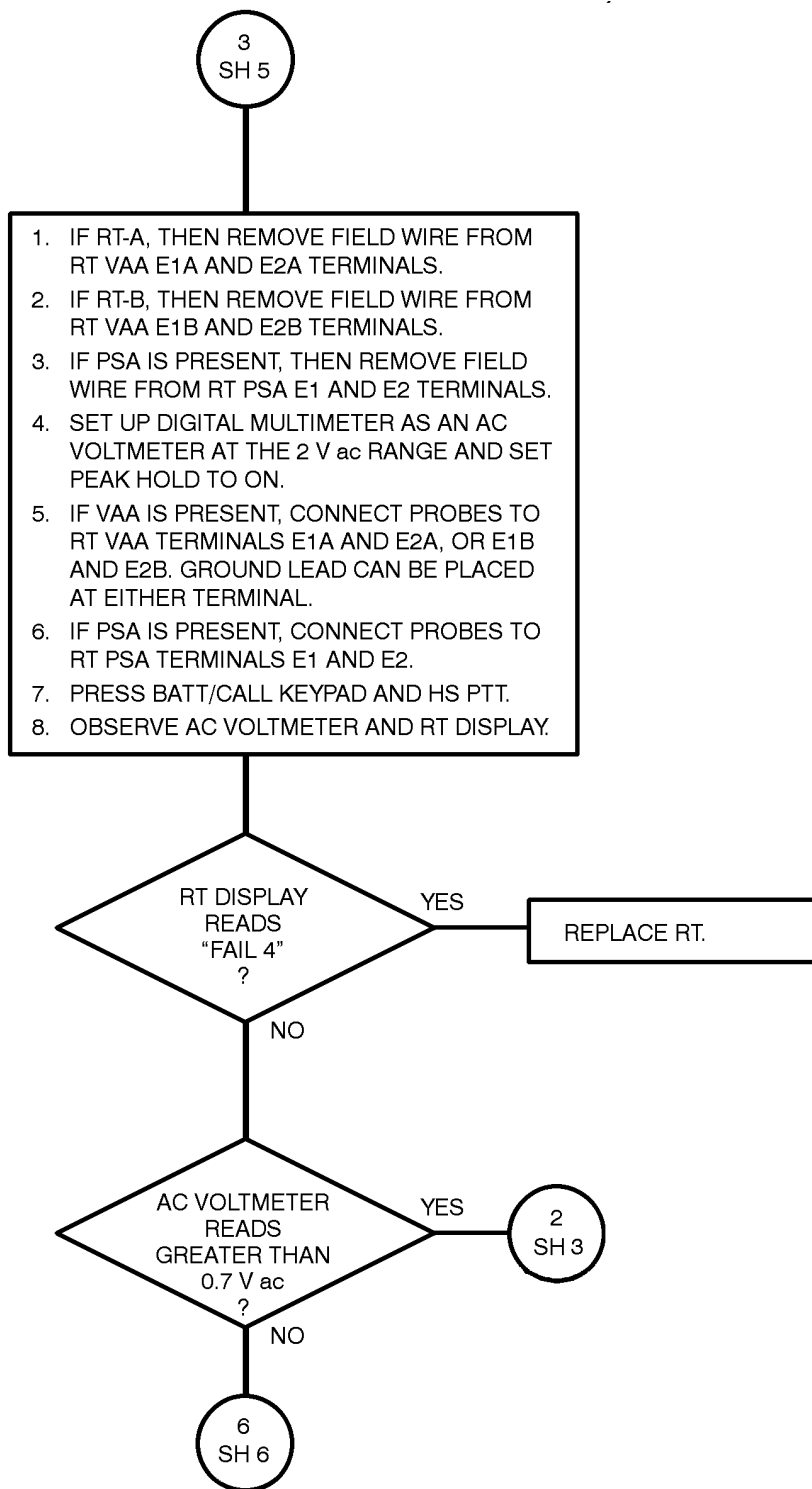 3
SH 5
1. IF RT-A, THEN REMOVE FIELD WIRE FROM
RT VAA E1A AND E2A TERMINALS.
2. IF RT-B, THEN REMOVE FIELD WIRE FROM
RT VAA E1B AND E2B TERMINALS.
3. IF PSA IS PRESENT, THEN REMOVE FIELD
WIRE FROM RT PSA E1 AND E2 TERMINALS.
4. SET UP DIGITAL MULTIMETER AS AN AC
VOLTMETER AT THE 2 V ac RANGE AND SET
PEAK HOLD TO ON.
5. IF VAA IS PRESENT, CONNECT PROBES TO
RT VAA TERMINALS E1A AND E2A, OR E1B
AND E2B. GROUND LEAD CAN BE PLACED
AT EITHER TERMINAL.
6. IF PSA IS PRESENT, CONNECT PROBES TO
RT PSA TERMINALS E1 AND E2.
7. PRESS BATT/CALL KEYPAD AND HS PTT.
8. OBSERVE AC VOLTMETER AND RT DISPLAY.
RT DISPLAY
READS
“FAIL 4”
?
YES
REPLACE RT.
NO
AC VOLTMETER
READS
GREATER THAN
0.7 V ac
?
YES
2
SH 3
NO
6
SH 6